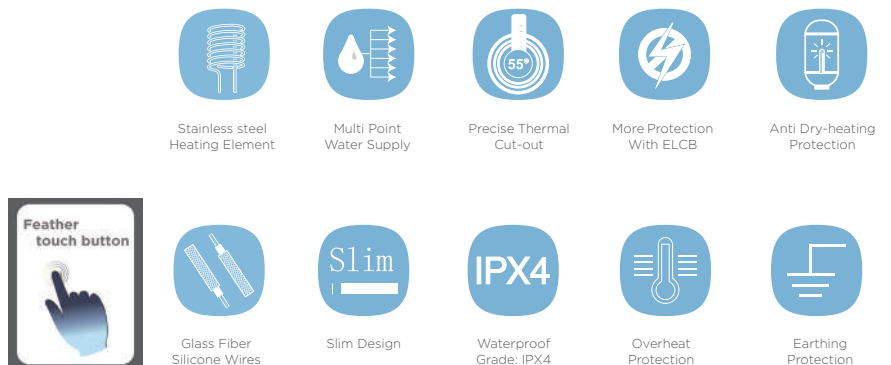 55°
Stainless steel
Heating Element
Multi Point
Water Supply
Precise Thermal
Cut-out
More Protection
With ELCB
Anti Dry-heating
Protection
Feather
touch button
Slim
IPX4
Glass Fiber
Silicone Wires
Slim Design
Waterproof
Grade: IPX4
Overheat
Protection
Earthing
Protection